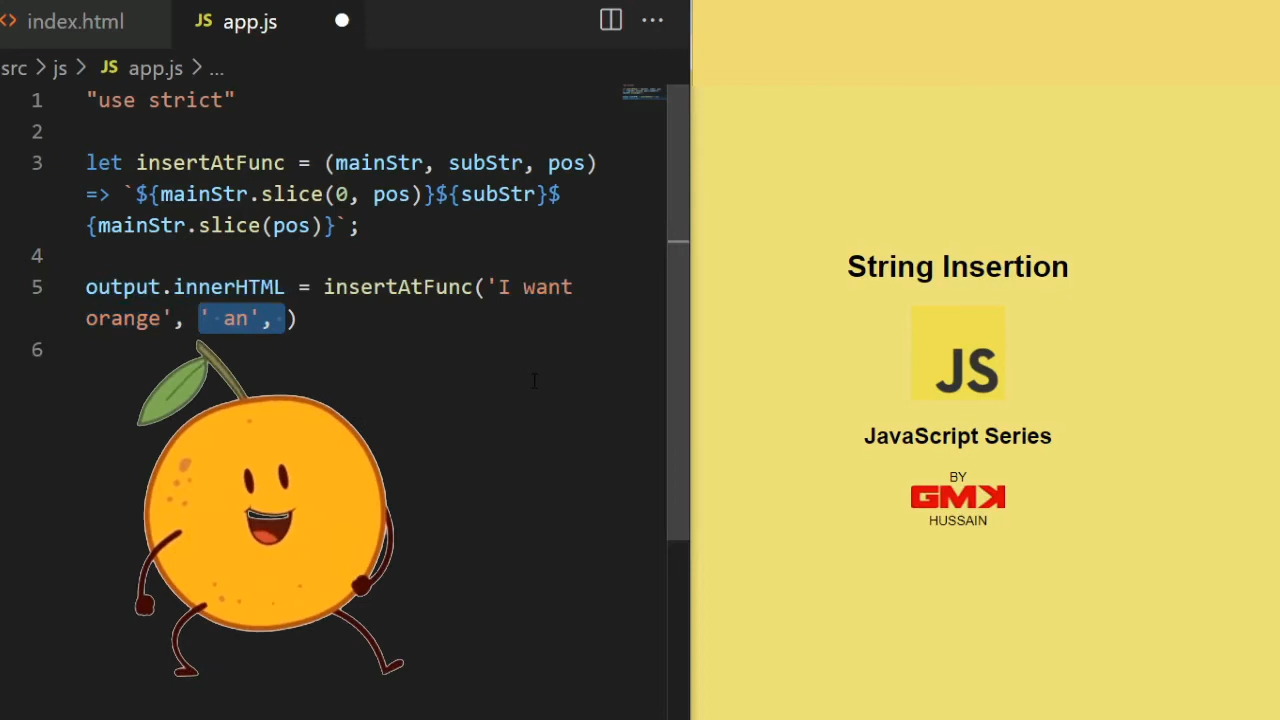 index.html
JS app.js
src > js > JS app.js > ...
1 "use strict"
2
3 let insertAtFunc = (mainStr, subStr, pos)
=> `${mainStr.slice(0, pos)}${subStr}$
{mainStr.slice(pos)}`;
4
5 output.innerHTML = insertAtFunc('I want
orange', ' an', )
6
String Insertion
JS
JavaScript Series
BY
GMK
HUSSAIN